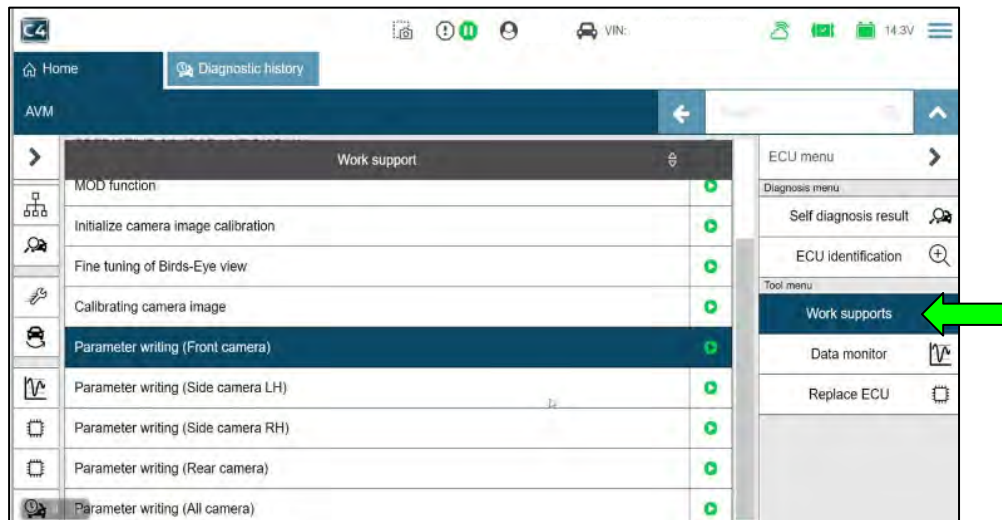 C4
VIN:
14.3V
Home
Diagnostic history
AVM
Work support
ECU menu
MOD function
Diagnosis menu
Initialize camera image calibration
Self diagnosis result
Fine tuning of Birds-Eye view
ECU identification
Tool menu
Calibrating camera image
Work supports
Parameter writing (Front camera)
Data monitor
Parameter writing (Side camera LH)
Replace ECU
Parameter writing (Side camera RH)
Parameter writing (Rear camera)
Parameter writing (All camera)